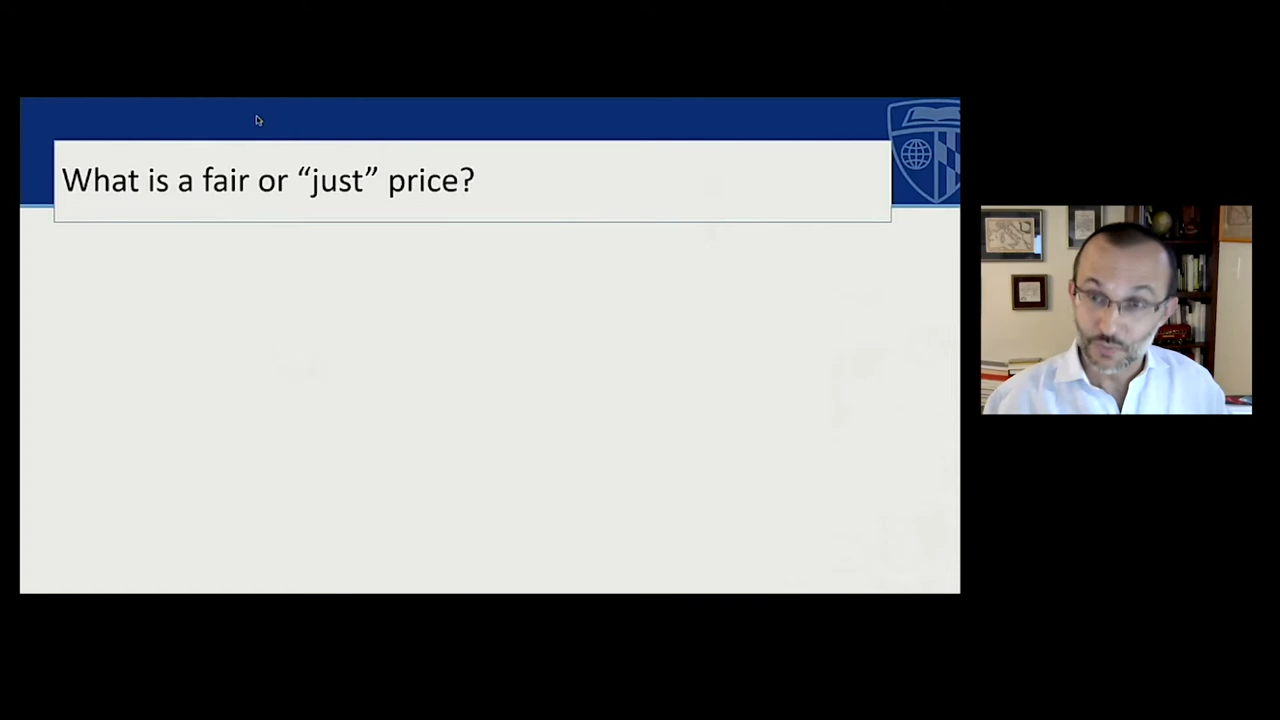 What is a fair or “just” price?